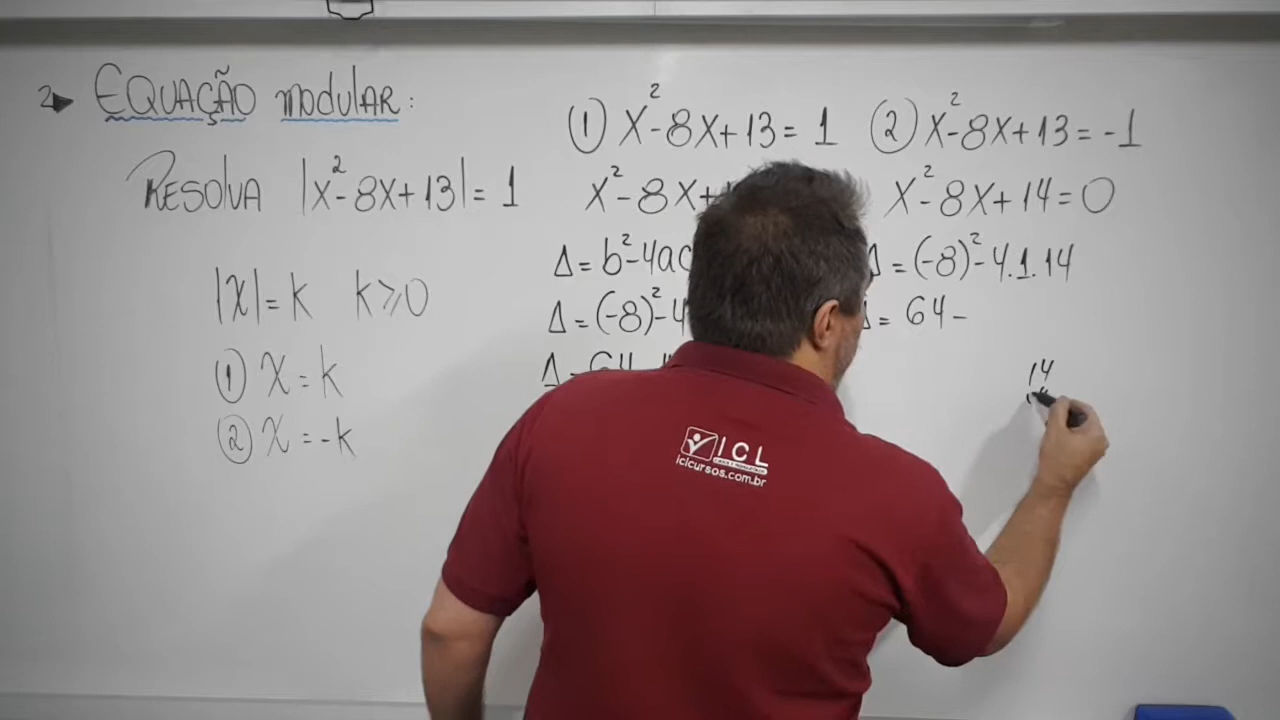 2 EQUAÇÃO modular:
RESOLVA |x²-8x+13|=1
|x|=k k≥0
① x=k
② x=-k
① x²-8x+13=1
x²-8x+1
Δ=b²-4ac
Δ=(-8)²-4
Δ=64-4
② x²-8x+13=-1
x²-8x+14=0
Δ=(-8)²-4.1.14
Δ=64-
14
ICL
iclcursos.com.br